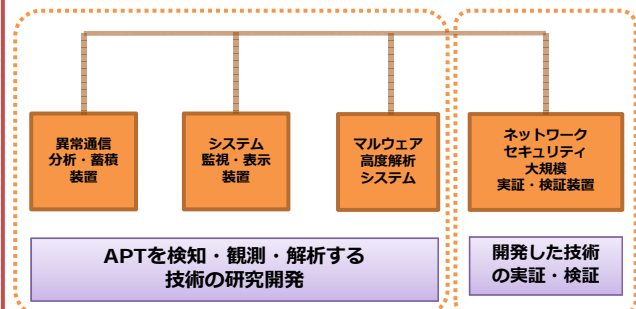 異常通信
分析・蓄積
装置
システム
監視・表示
装置
マルウェア
高度解析
システム
ネットワーク
セキュリティ
大規模
実証・検証装置
APTを検知・観測・解析する
技術の研究開発
開発した技術
の実証・検証